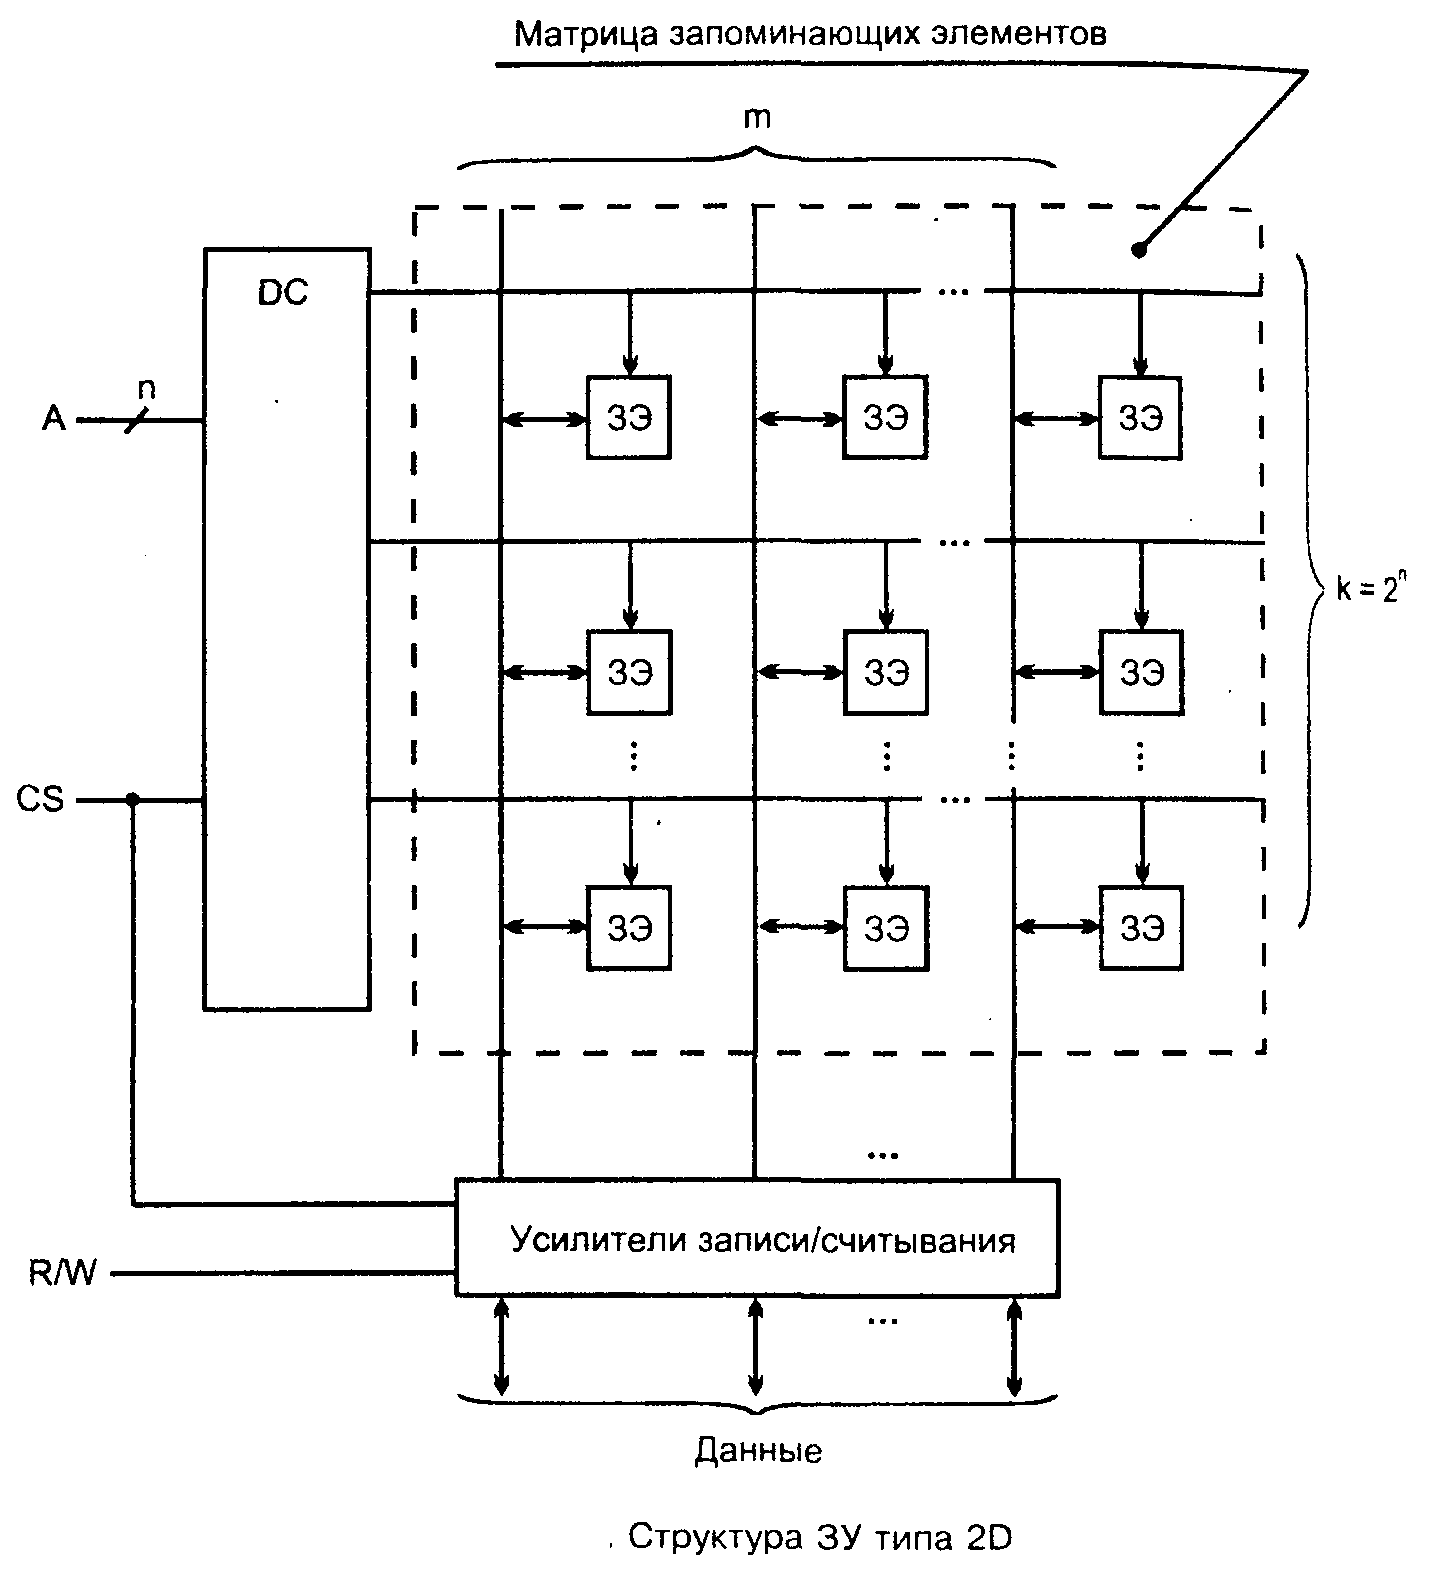 Матрица запоминающих элементов
m
DC
...
n
A
ЗЭ ЗЭ ЗЭ
...
k = 2ⁿ
ЗЭ ЗЭ ЗЭ
CS
...
ЗЭ ЗЭ ЗЭ
...
Усилители записи/считывания
R/W
...
Данные
. Структура ЗУ типа 2D